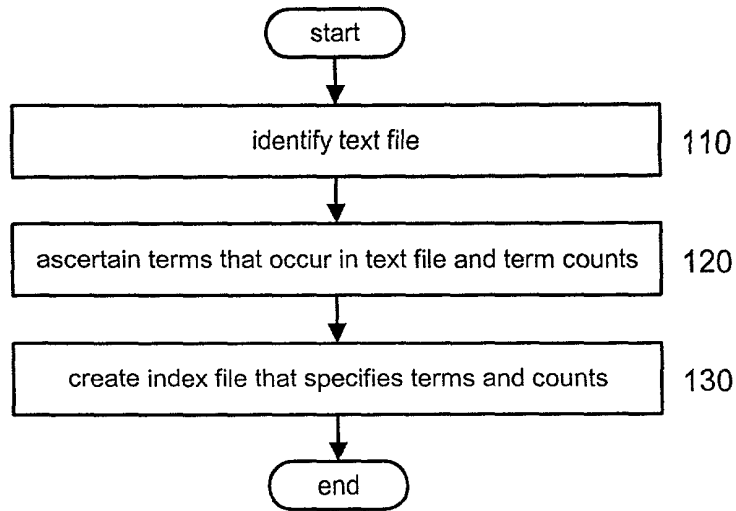 start
identify text file 110
ascertain terms that occur in text file and term counts 120
create index file that specifies terms and counts 130
end